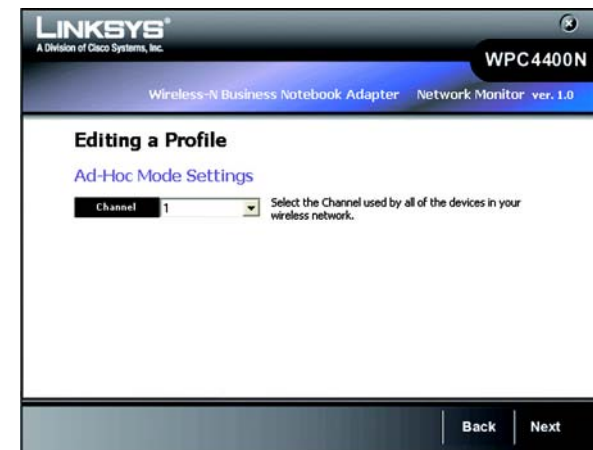 LINKSYS®
A Division of Cisco Systems, Inc.
WPC4400N
Wireless-N Business Notebook Adapter Network Monitor ver. 1.0
Editing a Profile
Ad-Hoc Mode Settings
Channel 1 Select the Channel used by all of the devices in your
wireless network.
Back Next